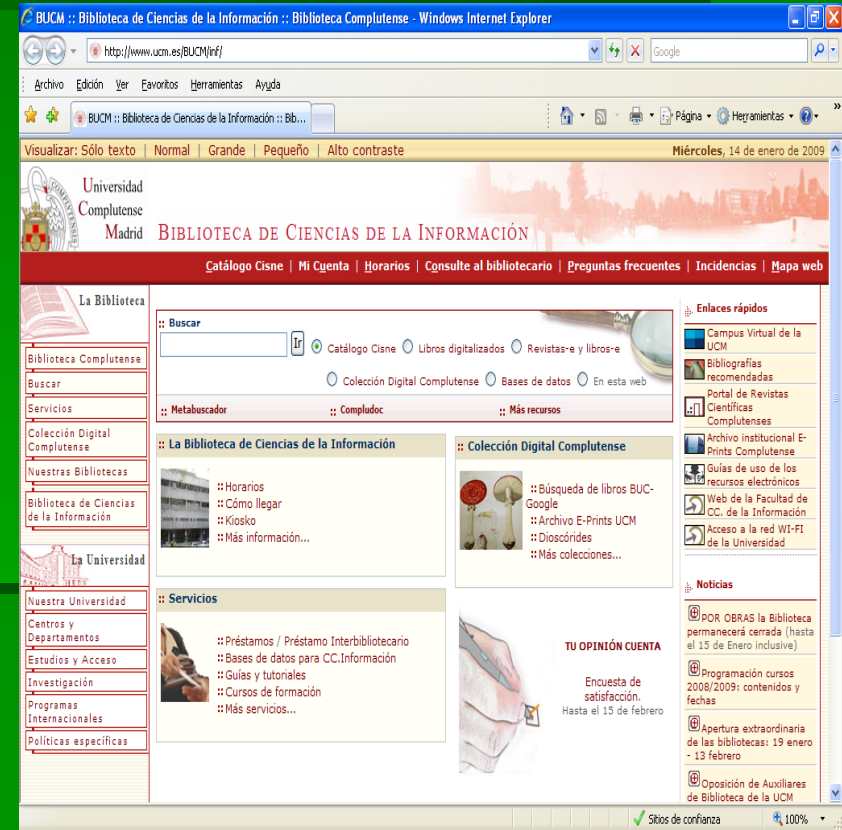 BUCM :: Biblioteca de Ciencias de la Información :: Biblioteca Complutense - Windows Internet Explorer
http://www.ucm.es/BUCM/inf/
Google
Archivo Edición Ver Favoritos Herramientas Ayuda
BUCM :: Biblioteca de Ciencias de la Información :: Bib...
Página Herramientas »
Visualizar: Sólo texto | Normal | Grande | Pequeño | Alto contraste
Miércoles, 14 de enero de 2009
Universidad
Complutense
Madrid
BIBLIOTECA DE CIENCIAS DE LA INFORMACIÓN
Catálogo Cisne | Mi Cuenta | Horarios | Consulte al bibliotecario | Preguntas frecuentes | Incidencias | Mapa web
La Biblioteca
Biblioteca Complutense
Buscar
Servicios
Colección Digital
Complutense
Nuestras Bibliotecas
Biblioteca de Ciencias
de la Información
La Universidad
Nuestra Universidad
Centros y
Departamentos
Estudios y Acceso
Investigación
Programas
Internacionales
Políticas específicas
:: Buscar
Ir Catálogo Cisne Libros digitalizados Revistas-e y libros-e
Colección Digital Complutense Bases de datos En esta web
:: Metabuscador :: Compludoc :: Más recursos
:: La Biblioteca de Ciencias de la Información
:: Horarios
:: Cómo llegar
:: Kiosko
:: Más información...
:: Colección Digital Complutense
:: Búsqueda de libros BUC-
Google
:: Archivo E-Prints UCM
:: Dioscórides
:: Más colecciones...
:: Servicios
:: Préstamos / Préstamo Interbibliotecario
:: Bases de datos para CC.Información
:: Guías y tutoriales
:: Cursos de formación
:: Más servicios...
TU OPINIÓN CUENTA
Encuesta de
satisfacción.
Hasta el 15 de febrero
Enlaces rápidos
Campus Virtual de la
UCM
Bibliografías
recomendadas
Portal de Revistas
Científicas
Complutenses
Archivo institucional E-
Prints Complutense
Guías de uso de los
recursos electrónicos
Web de la Facultad de
CC. de la Información
Acceso a la red WI-FI
de la Universidad
Noticias
POR OBRAS la Biblioteca
permanecerá cerrada (hasta
el 15 de Enero inclusive)
Programación cursos
2008/2009: contenidos y
fechas
Apertura extraordinaria
de las bibliotecas: 19 enero
- 13 febrero
Oposición de Auxiliares
de Biblioteca de la UCM
Sitios de confianza
100%